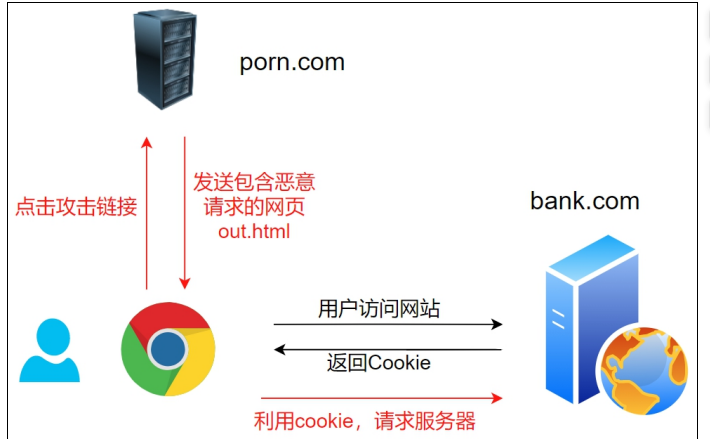 porn.com
点击攻击链接
发送包含恶意
请求的网页
out.html
bank.com
用户访问网站
返回Cookie
利用cookie，请求服务器